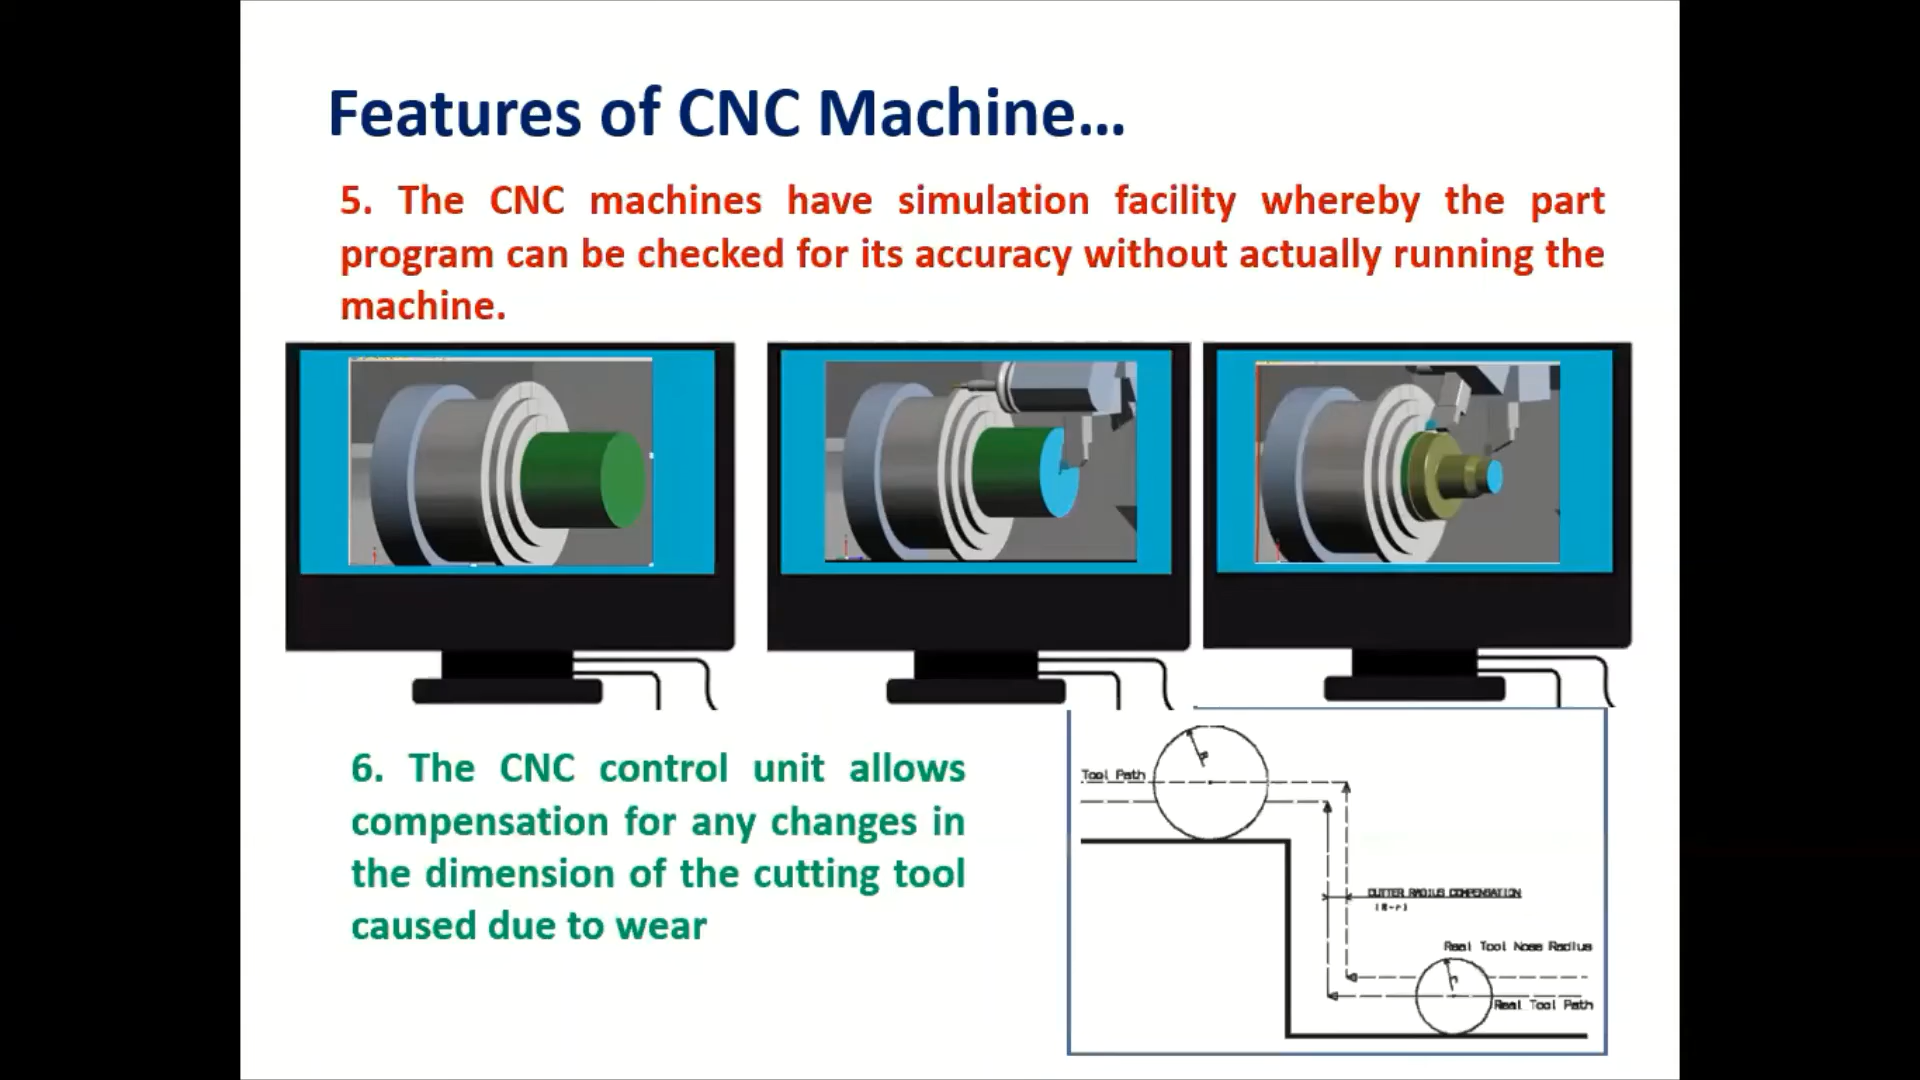 Features of CNC Machine...
5. The CNC machines have simulation facility whereby the part
program can be checked for its accuracy without actually running the
machine.
6. The CNC control unit allows
compensation for any changes in
the dimension of the cutting tool
caused due to wear
R
Tool Path
CUTTER RADIUS COMPENSATION
(R-r)
Real Tool Nose Radius
r
Real Tool Path